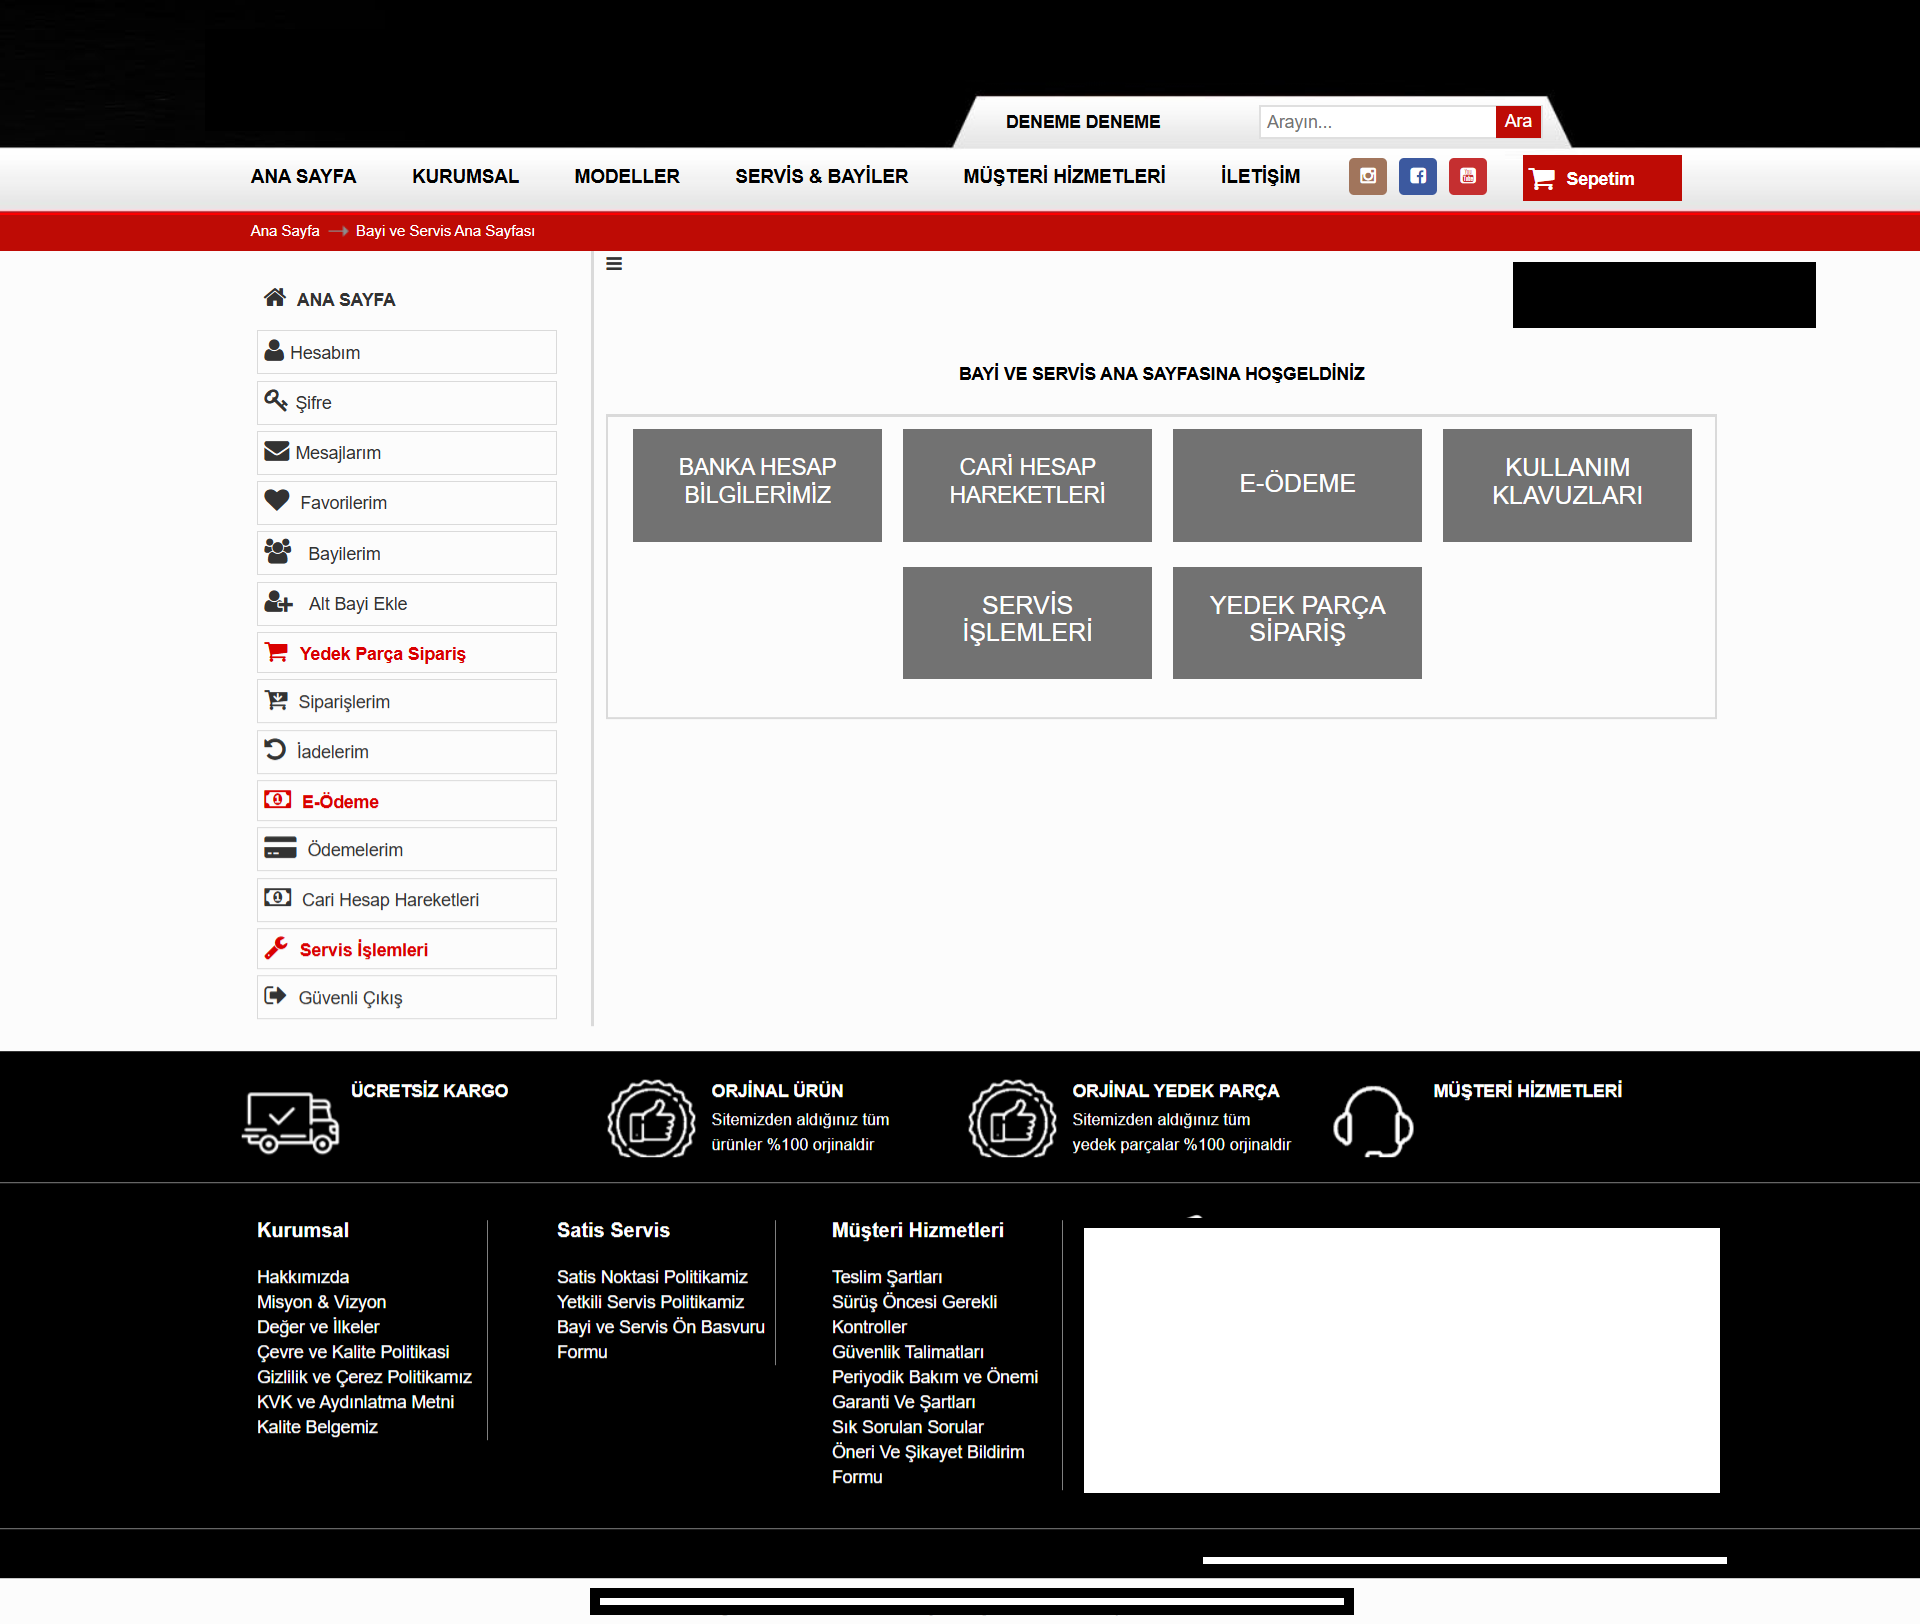 DENEME DENEME
Arayın...
Ara
ANA SAYFA
KURUMSAL
MODELLER
SERVİS & BAYİLER
MÜŞTERİ HİZMETLERİ
İLETİŞİM
Sepetim
Ana Sayfa
Bayi ve Servis Ana Sayfası
ANA SAYFA
Hesabım
Şifre
Mesajlarım
Favorilerim
Bayilerim
Alt Bayi Ekle
Yedek Parça Sipariş
Siparişlerim
İadelerim
E-Ödeme
Ödemelerim
Cari Hesap Hareketleri
Servis İşlemleri
Güvenli Çıkış
BAYİ VE SERVİS ANA SAYFASINA HOŞGELDİNİZ
BANKA HESAP
BİLGİLERİMİZ
CARİ HESAP
HAREKETLERİ
E-ÖDEME
KULLANIM
KLAVUZLARI
SERVİS
İŞLEMLERİ
YEDEK PARÇA
SİPARİŞ
ÜCRETSİZ KARGO
ORJİNAL ÜRÜN
Sitemizden aldığınız tüm
ürünler %100 orjinaldir
ORJİNAL YEDEK PARÇA
Sitemizden aldığınız tüm
yedek parçalar %100 orjinaldir
MÜŞTERİ HİZMETLERİ
Kurumsal
Hakkımızda
Misyon & Vizyon
Değer ve İlkeler
Çevre ve Kalite Politikasi
Gizlilik ve Çerez Politikamız
KVK ve Aydınlatma Metni
Kalite Belgemiz
Satis Servis
Satis Noktasi Politikamiz
Yetkili Servis Politikamiz
Bayi ve Servis Ön Basvuru
Formu
Müşteri Hizmetleri
Teslim Şartları
Sürüş Öncesi Gerekli
Kontroller
Güvenlik Talimatları
Periyodik Bakım ve Önemi
Garanti Ve Şartları
Sık Sorulan Sorular
Öneri Ve Şikayet Bildirim
Formu